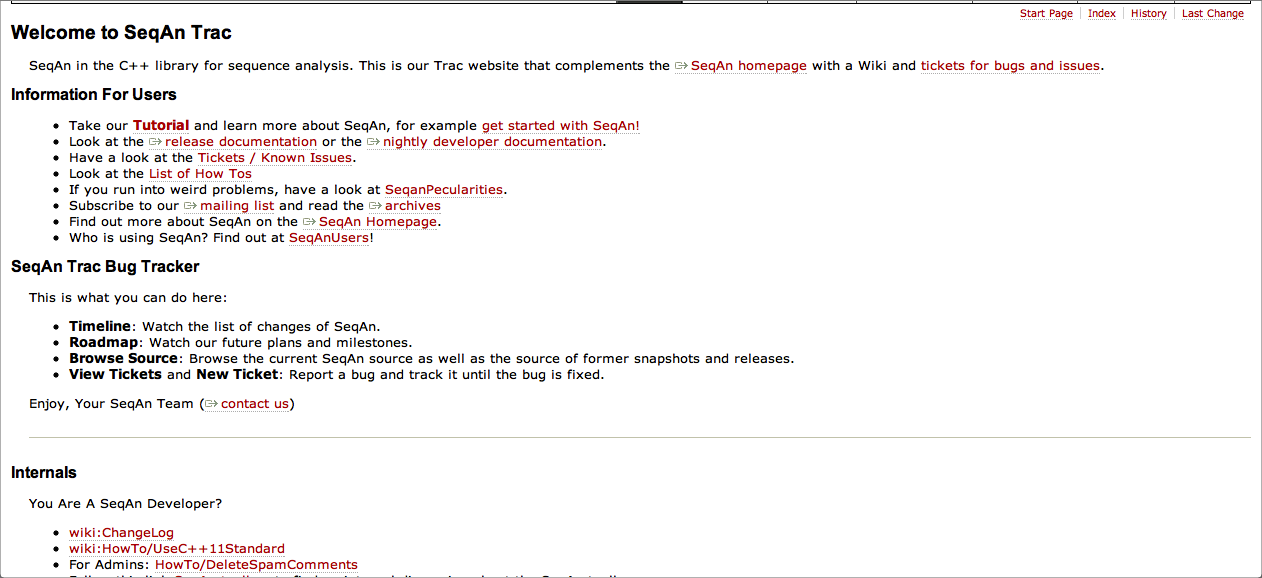 Start Page Index History Last Change
Welcome to SeqAn Trac
SeqAn in the C++ library for sequence analysis. This is our Trac website that complements the SeqAn homepage with a Wiki and tickets for bugs and issues.
Information For Users
Take our Tutorial and learn more about SeqAn, for example get started with SeqAn!
Look at the release documentation or the nightly developer documentation.
Have a look at the Tickets / Known Issues.
Look at the List of How Tos
If you run into weird problems, have a look at SeqanPecularities.
Subscribe to our mailing list and read the archives
Find out more about SeqAn on the SeqAn Homepage.
Who is using SeqAn? Find out at SeqAnUsers!
SeqAn Trac Bug Tracker
This is what you can do here:
Timeline: Watch the list of changes of SeqAn.
Roadmap: Watch our future plans and milestones.
Browse Source: Browse the current SeqAn source as well as the source of former snapshots and releases.
View Tickets and New Ticket: Report a bug and track it until the bug is fixed.
Enjoy, Your SeqAn Team (contact us)
Internals
You Are A SeqAn Developer?
wiki:ChangeLog
wiki:HowTo/UseC++11Standard
For Admins: HowTo/DeleteSpamComments